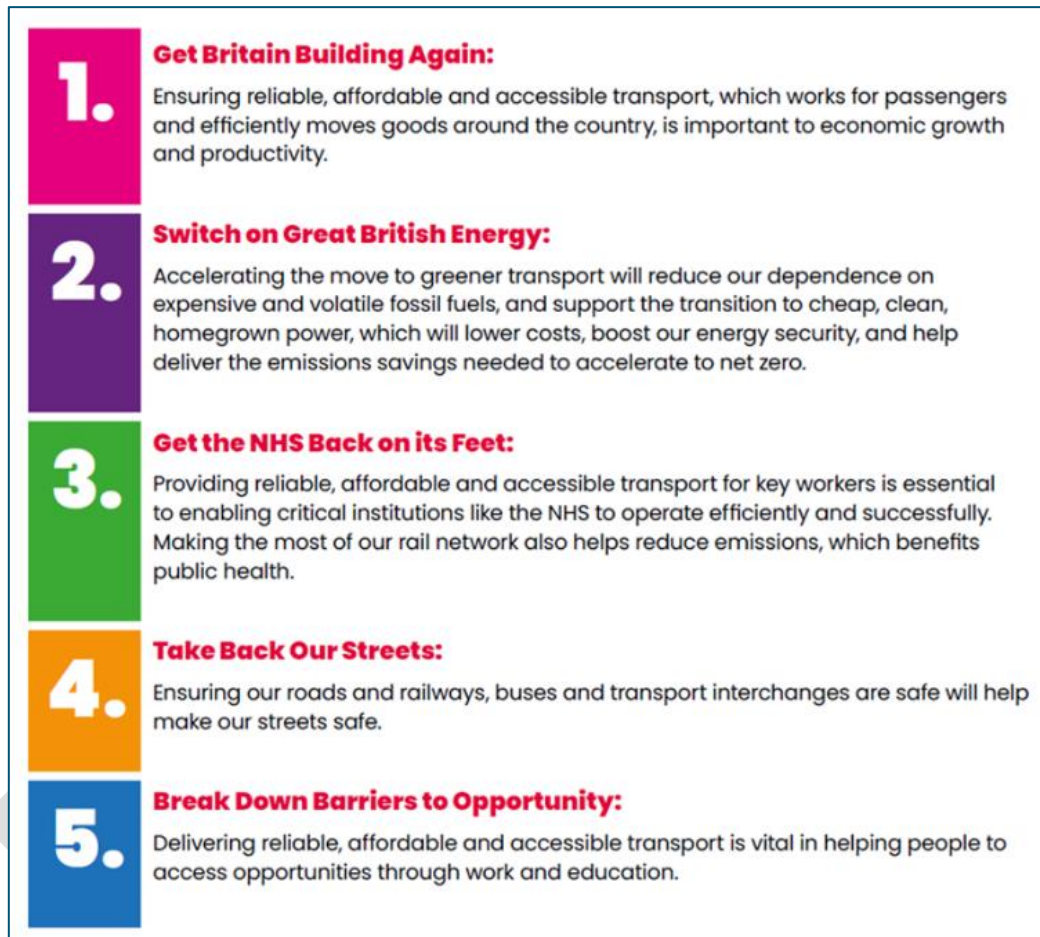 1.
Get Britain Building Again:
Ensuring reliable, affordable and accessible transport, which works for passengers
and efficiently moves goods around the country, is important to economic growth
and productivity.
2.
Switch on Great British Energy:
Accelerating the move to greener transport will reduce our dependence on
expensive and volatile fossil fuels, and support the transition to cheap, clean,
homegrown power, which will lower costs, boost our energy security, and help
deliver the emissions savings needed to accelerate to net zero.
3.
Get the NHS Back on its Feet:
Providing reliable, affordable and accessible transport for key workers is essential
to enabling critical institutions like the NHS to operate efficiently and successfully.
Making the most of our rail network also helps reduce emissions, which benefits
public health.
4.
Take Back Our Streets:
Ensuring our roads and railways, buses and transport interchanges are safe will help
make our streets safe.
5.
Break Down Barriers to Opportunity:
Delivering reliable, affordable and accessible transport is vital in helping people to
access opportunities through work and education.